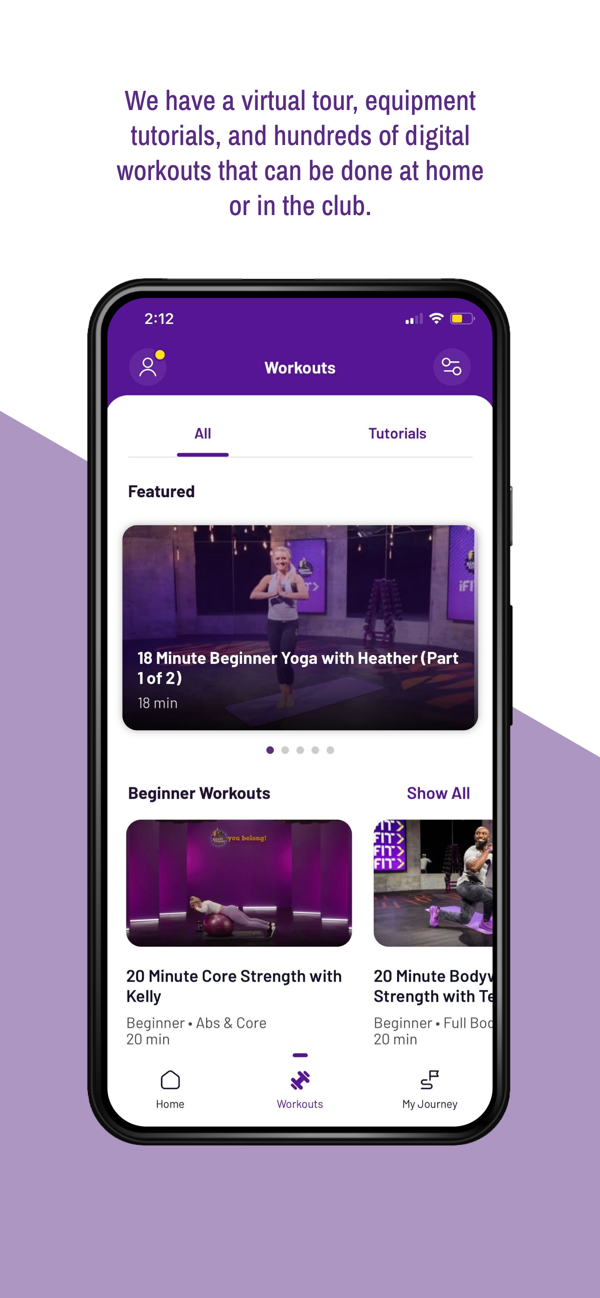 We have a virtual tour, equipment
tutorials, and hundreds of digital
workouts that can be done at home
or in the club.
2:12
Workouts
All
Tutorials
Featured
iFIT
18 Minute Beginner Yoga with Heather (Part
1 of 2)
18 min
Beginner Workouts
Show All
you belong!
FIT
FIT
20 Minute Core Strength with
Kelly
Beginner • Abs & Core
20 min
20 Minute Bodyw
Strength with Te
Beginner • Full Bod
20 min
Home
Workouts
My Journey